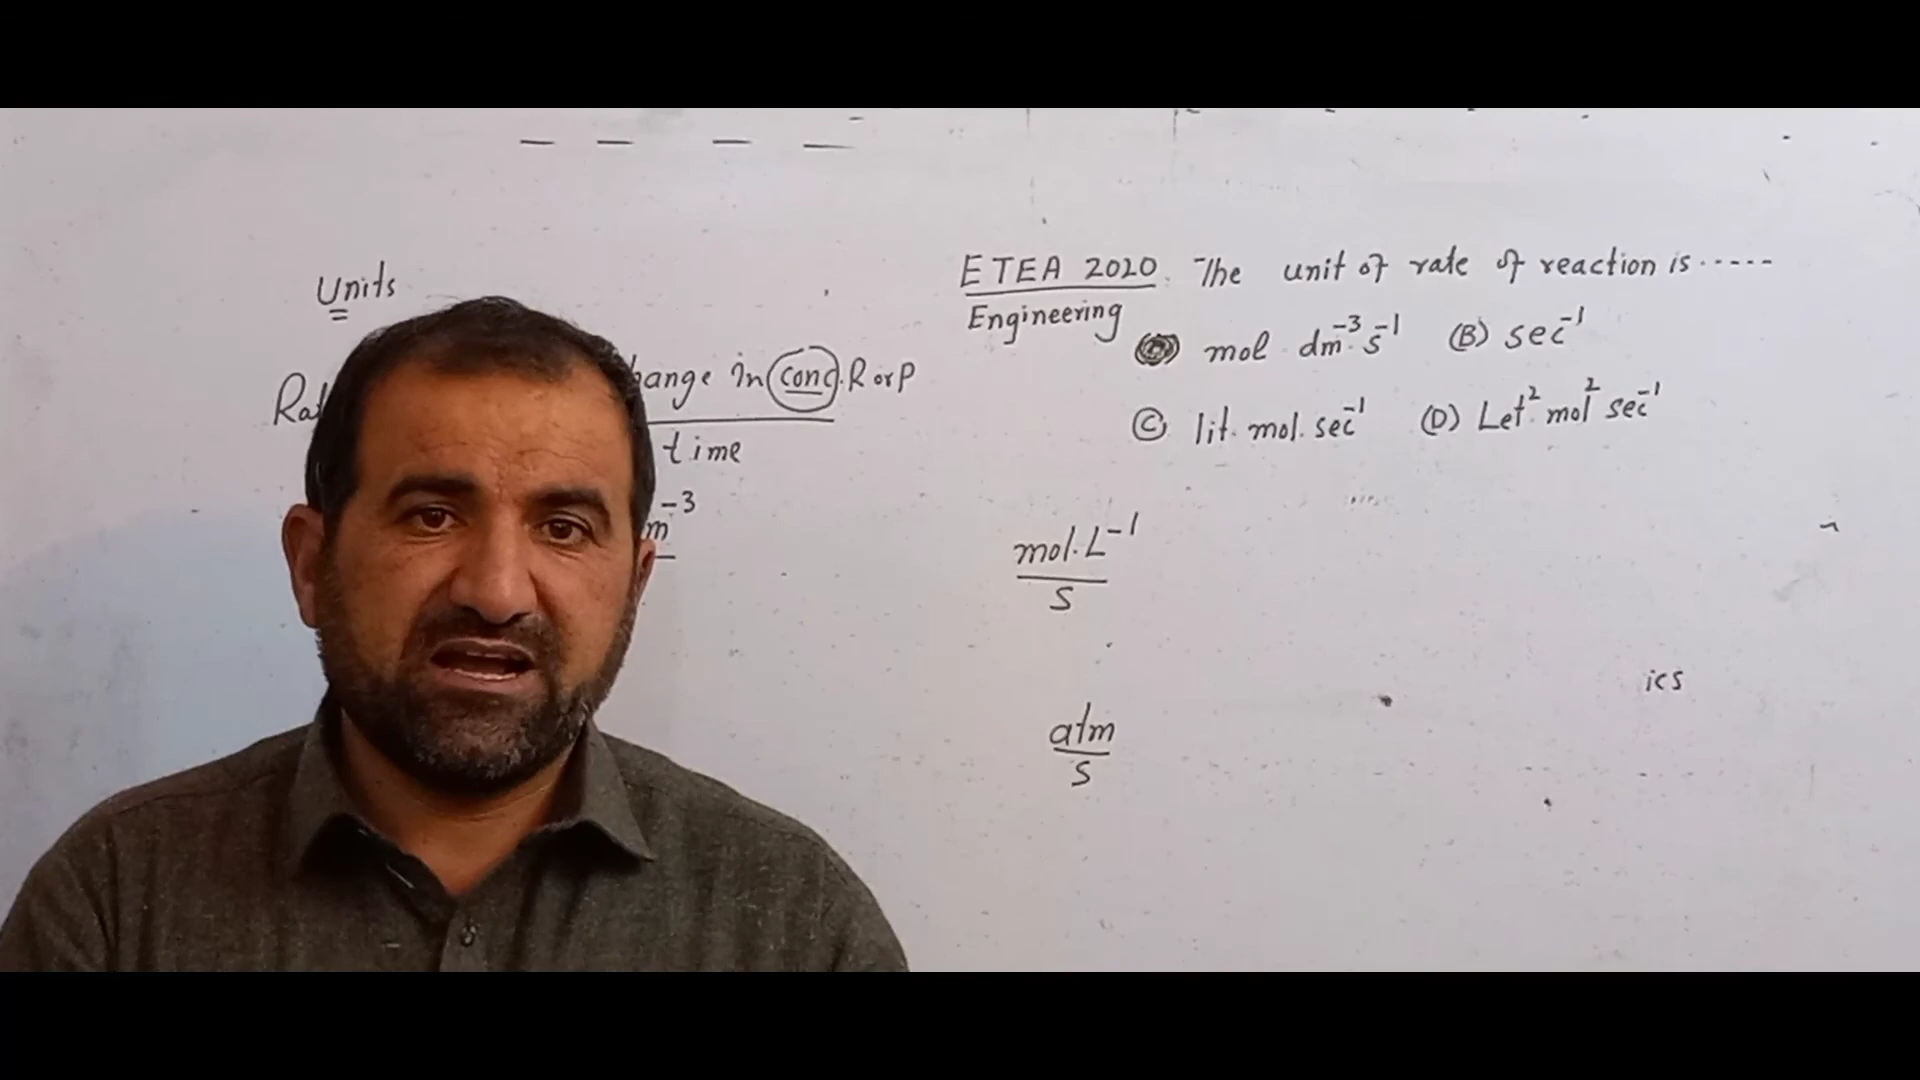 Units
Ra hange In conc. R or P
time
m⁻³
ETEA 2020. The unit of rate of reaction is .....
Engineering
mol dm⁻³ s⁻¹ (B) sec⁻¹
(C) lit. mol. sec⁻¹ (D) Let² mol² sec⁻¹
mol. L⁻¹
s
atm
s
ics